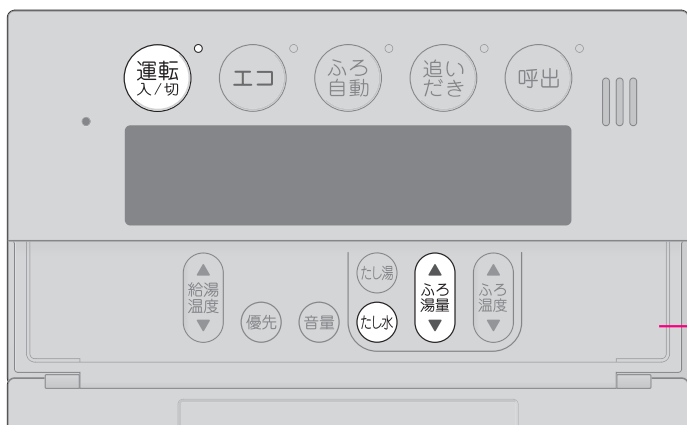 運転
入/切
エコ
ふろ
自動
追い
だき
呼出
給湯
温度
優先
音量
たし湯
たし水
ふろ
湯量
ふろ
温度